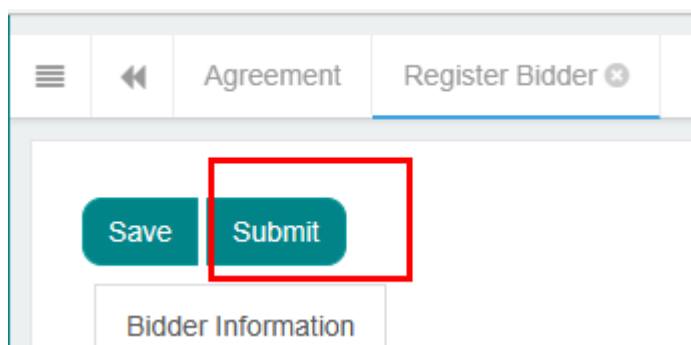 Agreement Register Bidder
Save Submit
Bidder Information